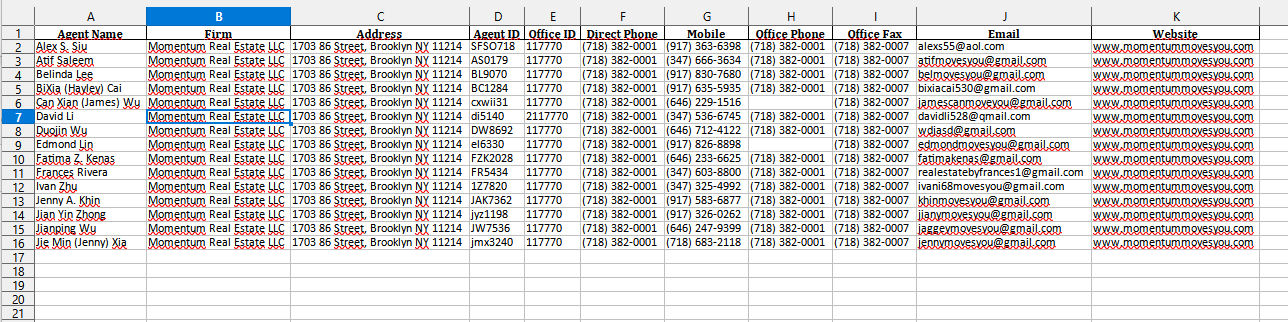 A B C D E F G H I J K
1 Agent Name Firm Address Agent ID Office ID Direct Phone Mobile Office Phone Office Fax Email Website
2 Alex S. Siu Momentum Real Estate LLC 1703 86 Street, Brooklyn NY 11214 SFSO718 117770 (718) 382-0001 (917) 363-6398 (718) 382-0001 (718) 382-0007 alexs55@aol.com www.momentummovesyou.com
3 Atif Saleem Momentum Real Estate LLC 1703 86 Street, Brooklyn NY 11214 AS0179 117770 (718) 382-0001 (347) 666-3634 (718) 382-0001 (718) 382-0007 atifmovesyou@gmail.com www.momentummovesyou.com
4 Belinda Lee Momentum Real Estate LLC 1703 86 Street, Brooklyn NY 11214 BL9070 117770 (718) 382-0001 (917) 830-7680 (718) 382-0001 (718) 382-0007 belmovesyou@gmail.com www.momentummovesyou.com
5 BiXia (Hayley) Cai Momentum Real Estate LLC 1703 86 Street, Brooklyn NY 11214 BC1284 117770 (718) 382-0001 (917) 635-5935 (718) 382-0001 (718) 382-0007 bixiacai530@gmail.com www.momentummovesyou.com
6 Can Xian (James) Wu Momentum Real Estate LLC 1703 86 Street, Brooklyn NY 11214 cxwii31 117770 (718) 382-0001 (646) 229-1516 (718) 382-0007 jamescanmoveyou@gmail.com www.momentummovesyou.com
7 David Li Momentum Real Estate LLC 1703 86 Street, Brooklyn NY 11214 di5140 2117770 (718) 382-0001 (347) 536-6745 (718) 382-0001 (718) 382-0007 davidli528@qmail.com www.momentummovesyou.com
8 Duojin Wu Momentum Real Estate LLC 1703 86 Street, Brooklyn NY 11214 DW8692 117770 (718) 382-0001 (646) 712-4122 (718) 382-0001 (718) 382-0007 wdjasd@gmail.com www.momentummovesyou.com
9 Edmond Lin Momentum Real Estate LLC 1703 86 Street, Brooklyn NY 11214 el6330 117770 (718) 382-0001 (917) 826-8898 (718) 382-0007 edmondmovesyou@gmail.com www.momentummovesyou.com
10 Fatima Z. Kenas Momentum Real Estate LLC 1703 86 Street, Brooklyn NY 11214 FZK2028 117770 (718) 382-0001 (646) 233-6625 (718) 382-0001 (718) 382-0007 fatimakenas@gmail.com www.momentummovesyou.com
11 Frances Rivera Momentum Real Estate LLC 1703 86 Street, Brooklyn NY 11214 FR5434 117770 (718) 382-0001 (347) 603-8800 (718) 382-0001 (718) 382-0007 realestatebyfrances1@gmail.com www.momentummovesyou.com
12 Ivan Zhu Momentum Real Estate LLC 1703 86 Street, Brooklyn NY 11214 1Z7820 117770 (718) 382-0001 (347) 325-4992 (718) 382-0001 (718) 382-0007 ivani68movesyou@gmail.com www.momentummovesyou.com
13 Jenny A. Khin Momentum Real Estate LLC 1703 86 Street, Brooklyn NY 11214 JAK7362 117770 (718) 382-0001 (917) 583-6877 (718) 382-0001 (718) 382-0007 khinmovesyou@gmail.com www.momentummovesyou.com
14 Jian Yin Zhong Momentum Real Estate LLC 1703 86 Street, Brooklyn NY 11214 jyz1198 117770 (718) 382-0001 (917) 326-0262 (718) 382-0001 (718) 382-0007 jjanymovesyou@gmail.com www.momentummovesyou.com
15 Jianping Wu Momentum Real Estate LLC 1703 86 Street, Brooklyn NY 11214 JW7536 117770 (718) 382-0001 (646) 247-9399 (718) 382-0001 (718) 382-0007 jaggeymovesyou@gmail.com www.momentummovesyou.com
16 Jie Min (Jenny) Xia Momentum Real Estate LLC 1703 86 Street, Brooklyn NY 11214 jmx3240 117770 (718) 382-0001 (718) 683-2118 (718) 382-0001 (718) 382-0007 jennymovesyou@gmail.com www.momentummovesyou.com
17
18
19
20
21